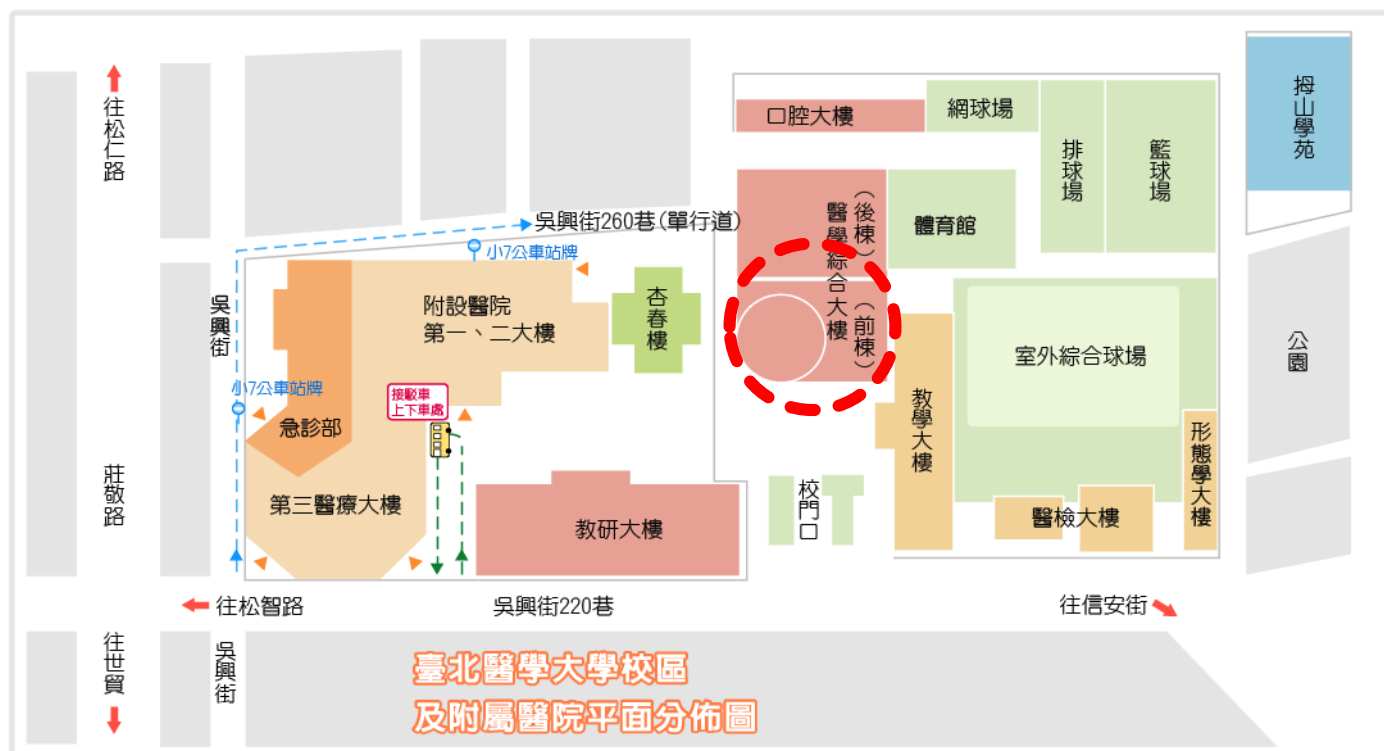 往松仁路
口腔大樓
網球場
排球場
籃球場
拇山學苑
吳興街260巷(單行道)
小7公車站牌
醫學綜合大樓
(後棟)
(前棟)
體育館
吳興街
附設醫院
第一、二大樓
杏春樓
室外綜合球場
公園
小7公車站牌
接駁車
上下車處
急診部
教學大樓
形態學大樓
莊敬路
第三醫療大樓
教研大樓
校門口
醫檢大樓
往松智路
吳興街220巷
往信安街
往世貿
吳興街
臺北醫學大學校區
及附屬醫院平面分佈圖